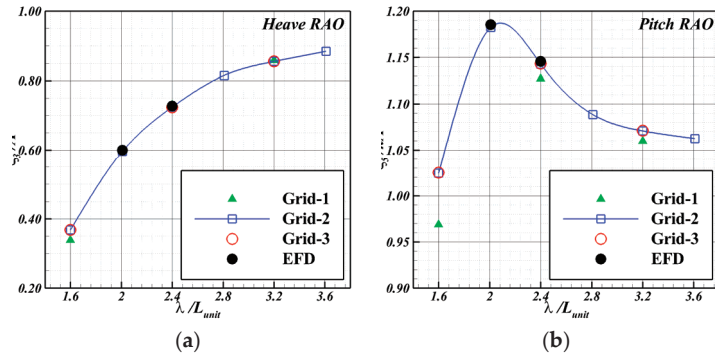 Heave RAO
1.00
0.80
0.60
0.40
0.20
1.6
2
2.4
2.8
3.2
3.6
λ /L unit
Grid-1
Grid-2
Grid-3
EFD
(a)
Pitch RAO
1.20
1.15
1.10
1.05
1.00
0.95
0.90
1.6
2
2.4
2.8
3.2
3.6
λ /L unit
Grid-1
Grid-2
Grid-3
EFD
(b)